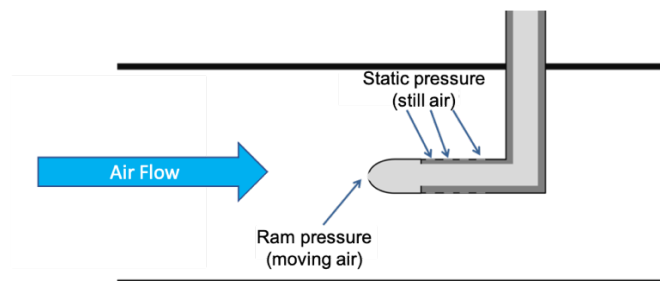 Static pressure
(still air)
Air Flow
Ram pressure
(moving air)